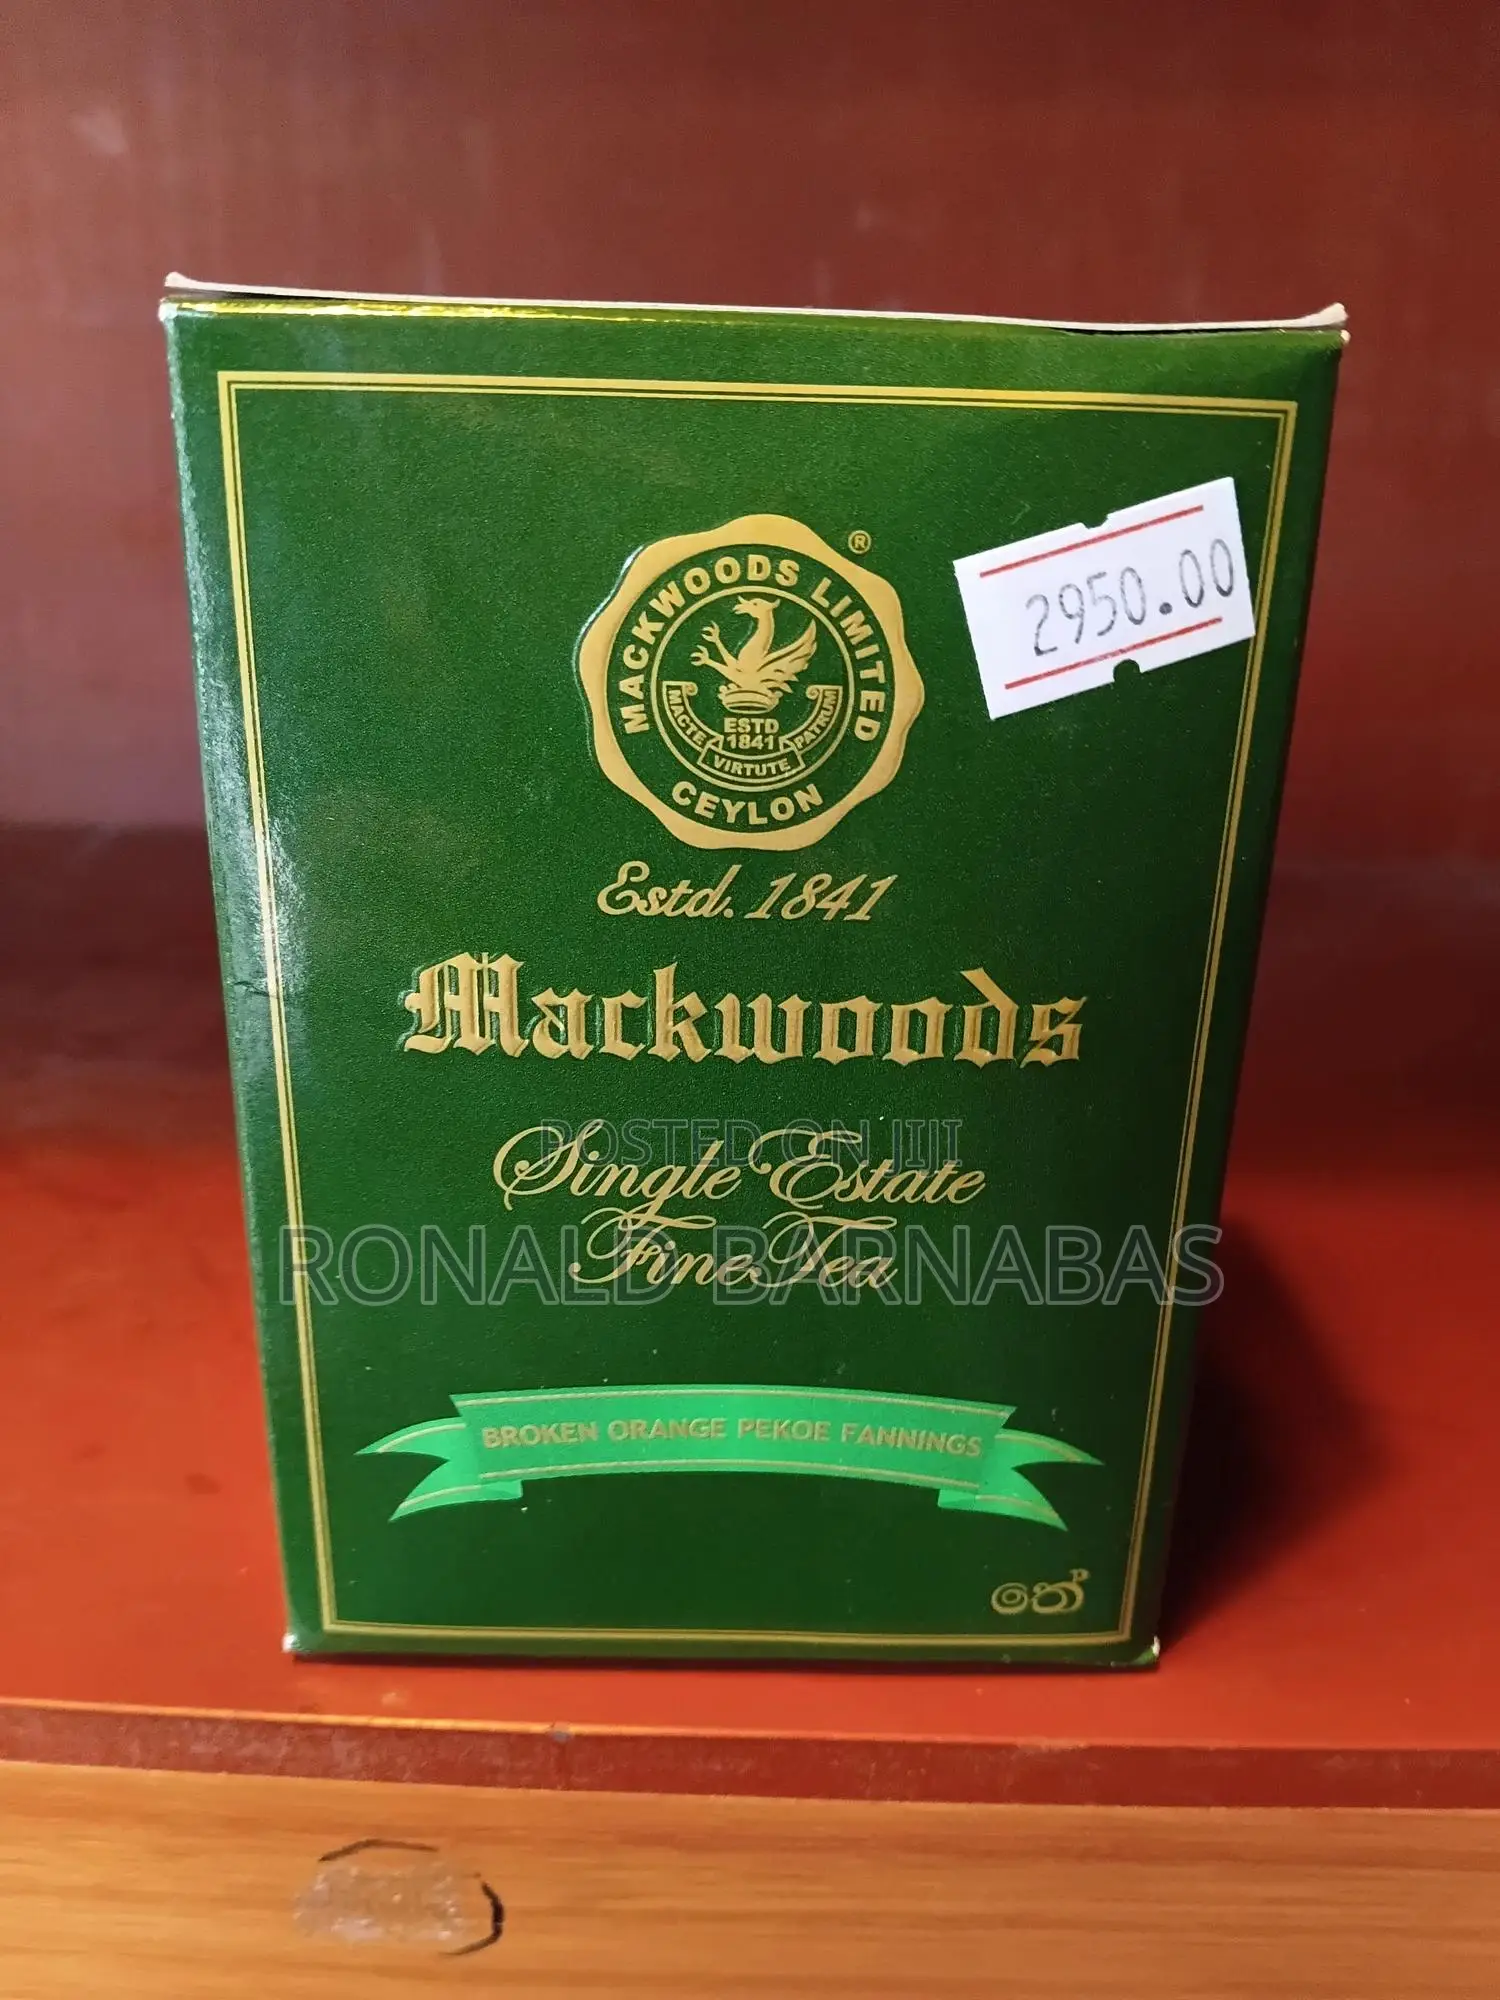 MACKWOODS LIMITED
®
2950.00
ESTD
1841
MACTE VIRTUTE PATRUM
CEYLON
Estd. 1841
Mackwoods
POSTED ON JIJI
Single Estate
RONALD BARNABAS
Fine Tea
BROKEN ORANGE PEKOE FANNINGS
තේ